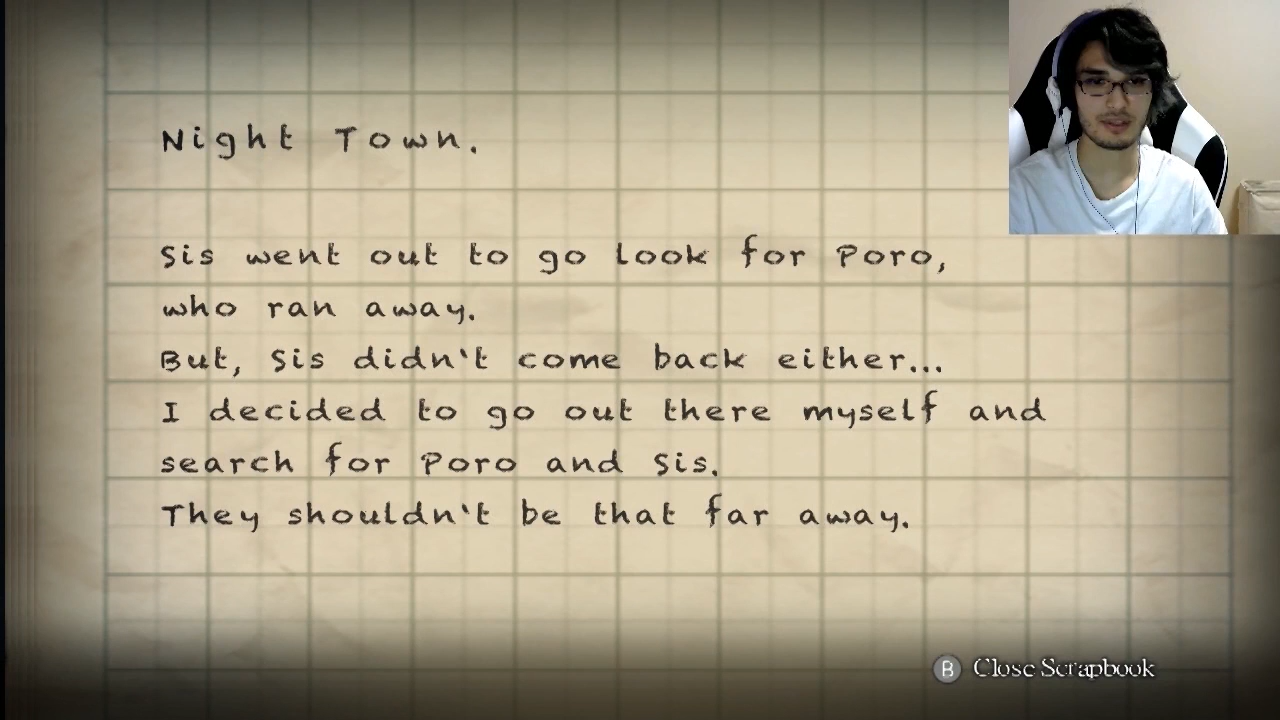 Night Town.
Sis went out to go look for Poro,
who ran away.
But, Sis didn't come back either...
I decided to go out there myself and
search for Poro and Sis.
They shouldn't be that far away.
B Close Scrapbook